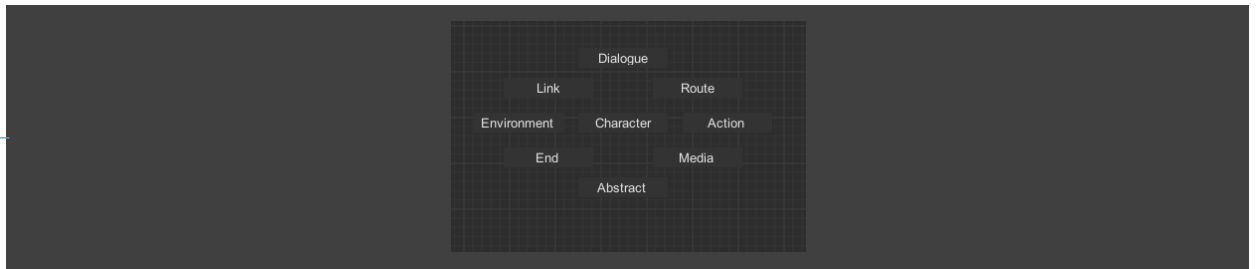 Dialogue
Link Route
Environment Character Action
End Media
Abstract